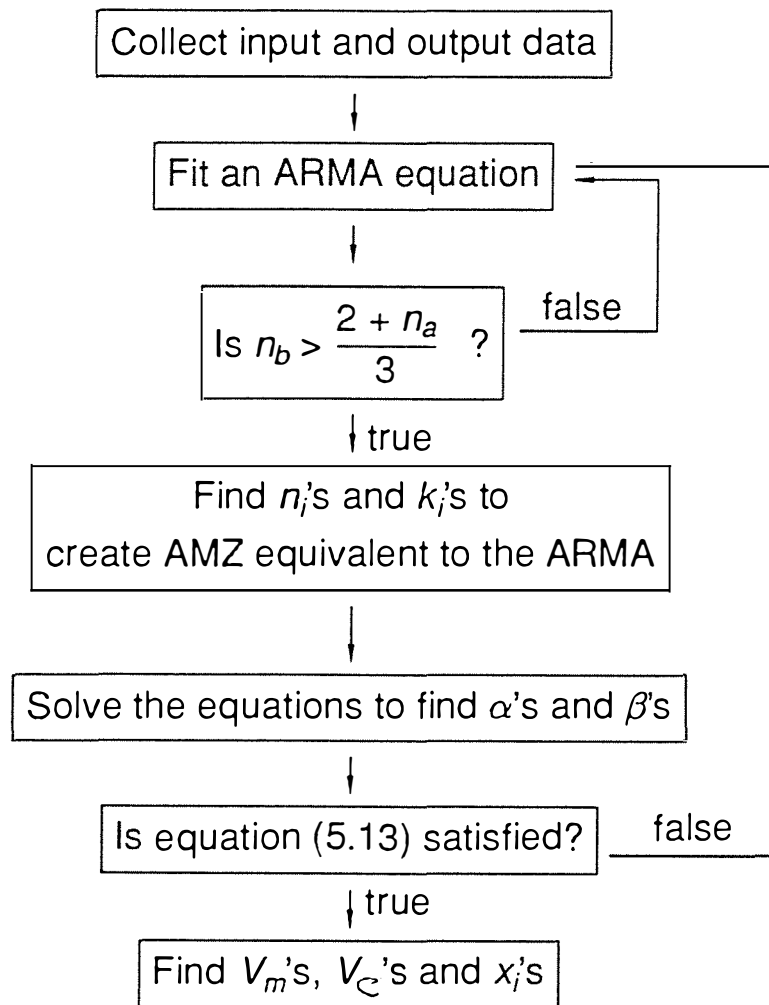 Collect input and output data
Fit an ARMA equation
Is n_b > \frac{2 + n_a}{3} ?
false
true
Find n_i's and k_i's to
create AMZ equivalent to the ARMA
Solve the equations to find α's and β's
Is equation (5.13) satisfied?
false
true
Find V_m's, V_c's and x_i's